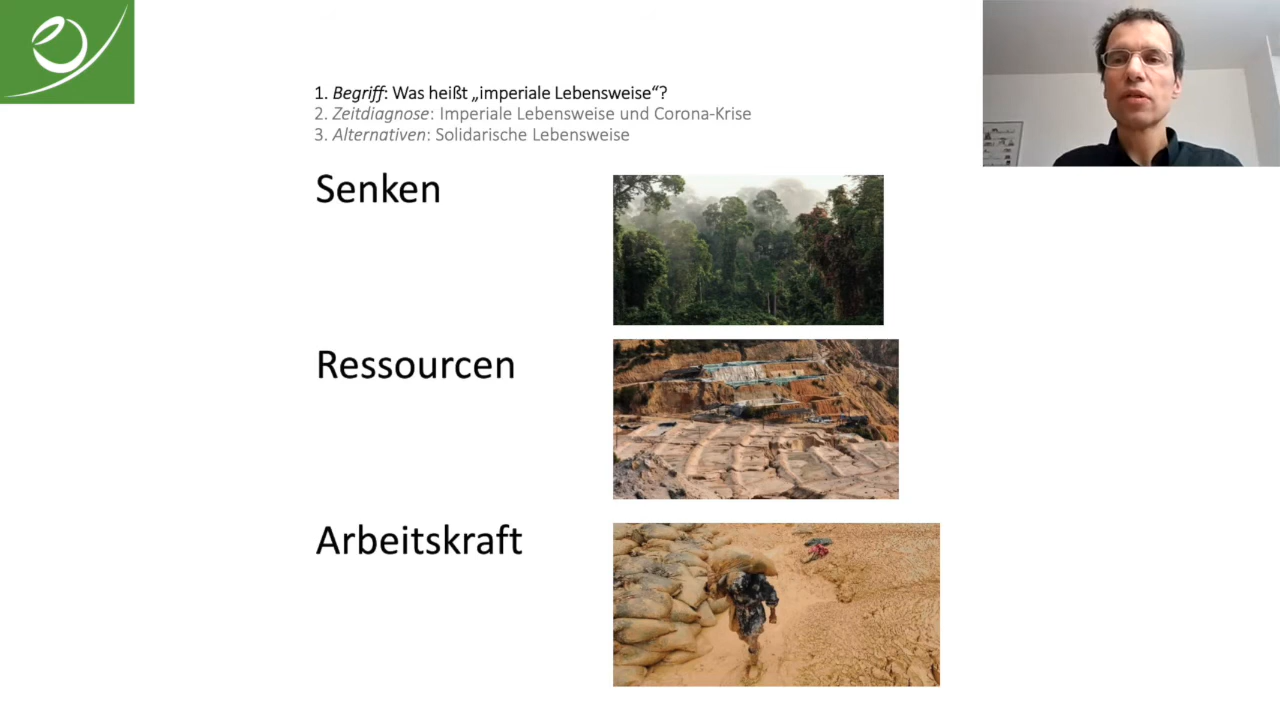 1. Begriff: Was heißt „imperiale Lebensweise“?
2. Zeitdiagnose: Imperiale Lebensweise und Corona-Krise
3. Alternativen: Solidarische Lebensweise
Senken
Ressourcen
Arbeitskraft